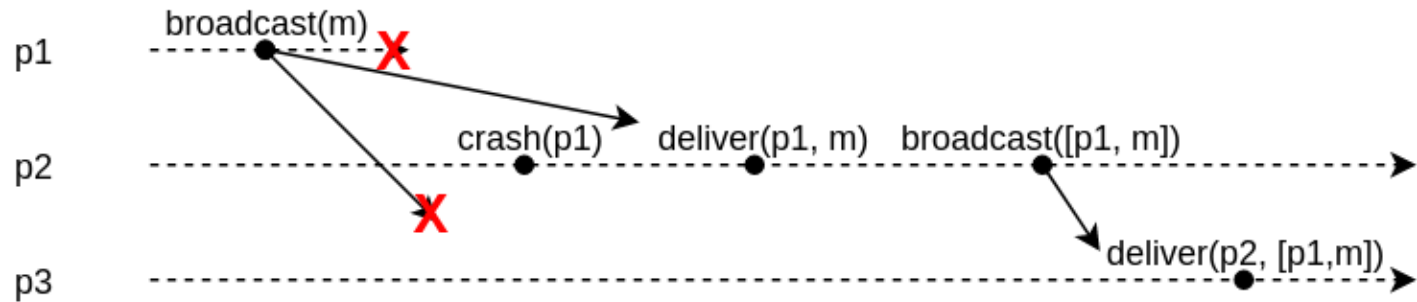 broadcast(m)
p1
crash(p1) deliver(p1, m) broadcast([p1, m])
p2
deliver(p2, [p1,m])
p3